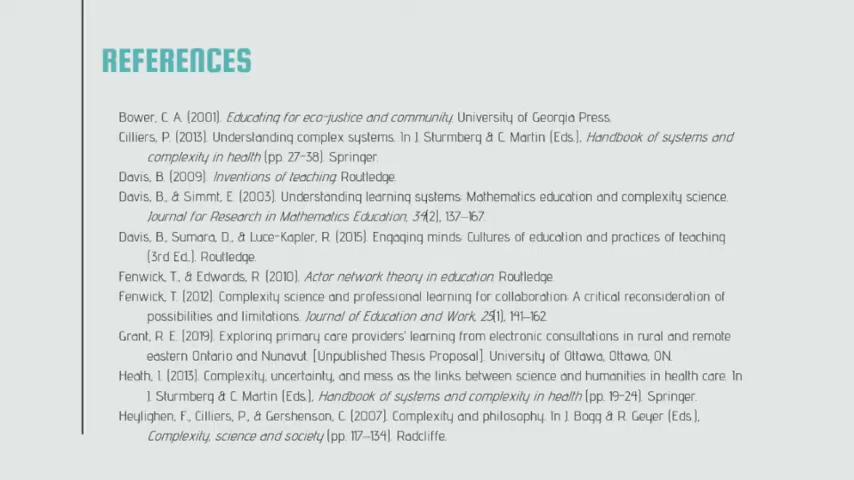 REFERENCES
Bower, C. A. (2001). Educating for eco-justice and community. University of Georgia Press.
Cilliers, P. (2013). Understanding complex systems. In J. Sturmberg & C. Martin (Eds.), Handbook of systems and
complexity in health (pp. 27-38). Springer.
Davis, B. (2009). Inventions of teaching. Routledge.
Davis, B., & Simmt, E. (2003). Understanding learning systems: Mathematics education and complexity science.
Journal for Research in Mathematics Education, 34(2), 137–167.
Davis, B., Sumara, D., & Luce-Kapler, R. (2015). Engaging minds: Cultures of education and practices of teaching
(3rd Ed.). Routledge.
Fenwick, T., & Edwards, R. (2010). Actor network theory in education. Routledge.
Fenwick, T. (2012). Complexity science and professional learning for collaboration: A critical reconsideration of
possibilities and limitations. Journal of Education and Work, 25(1), 141–162.
Grant, R. E. (2019). Exploring primary care providers' learning from electronic consultations in rural and remote
eastern Ontario and Nunavut. [Unpublished Thesis Proposal]. University of Ottawa, Ottawa, ON.
Heath, I. (2013). Complexity, uncertainty, and mess as the links between science and humanities in health care. In
J. Sturmberg & C. Martin (Eds.), Handbook of systems and complexity in health (pp. 19-24). Springer.
Heylighen, F., Cilliers, P., & Gershenson, C. (2007). Complexity and philosophy. In J. Bogg & R. Geyer (Eds.),
Complexity, science and society (pp. 117–134). Radcliffe.